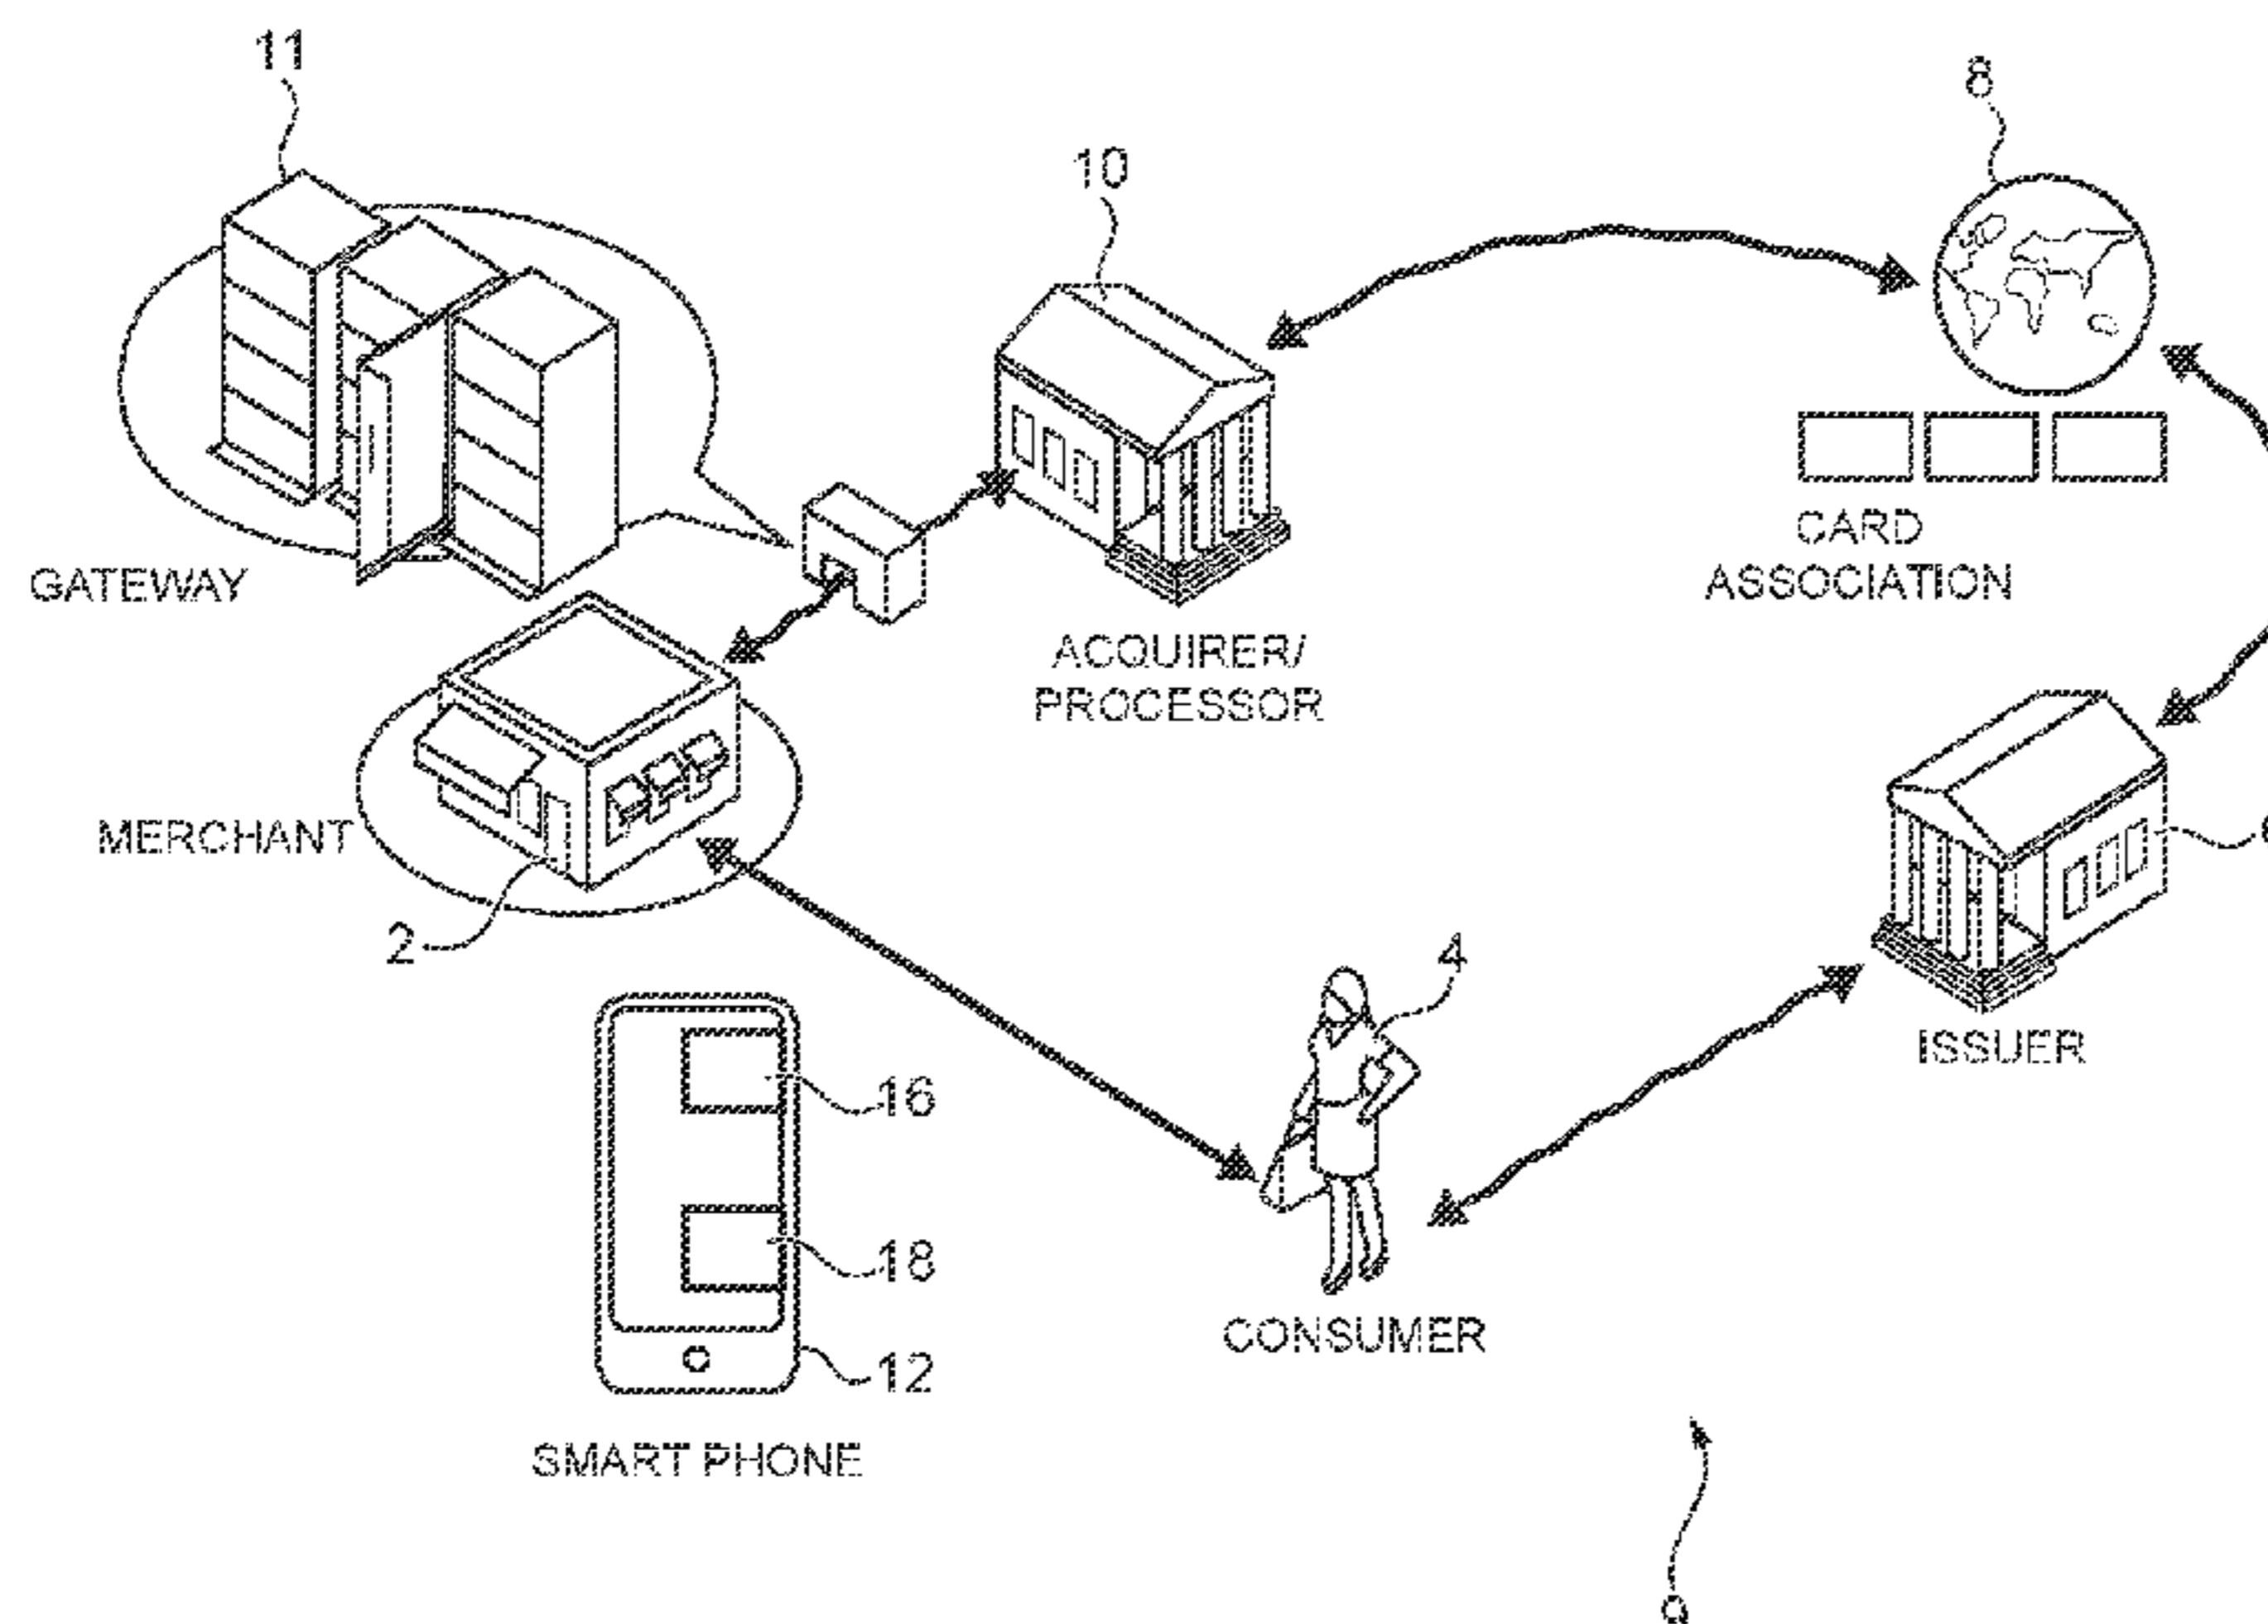 11
8
10
GATEWAY
CARD
ASSOCIATION
ACQUIRER/
PROCESSOR
MERCHANT
2
4
ISSUER
16
18
CONSUMER
12
SMART PHONE